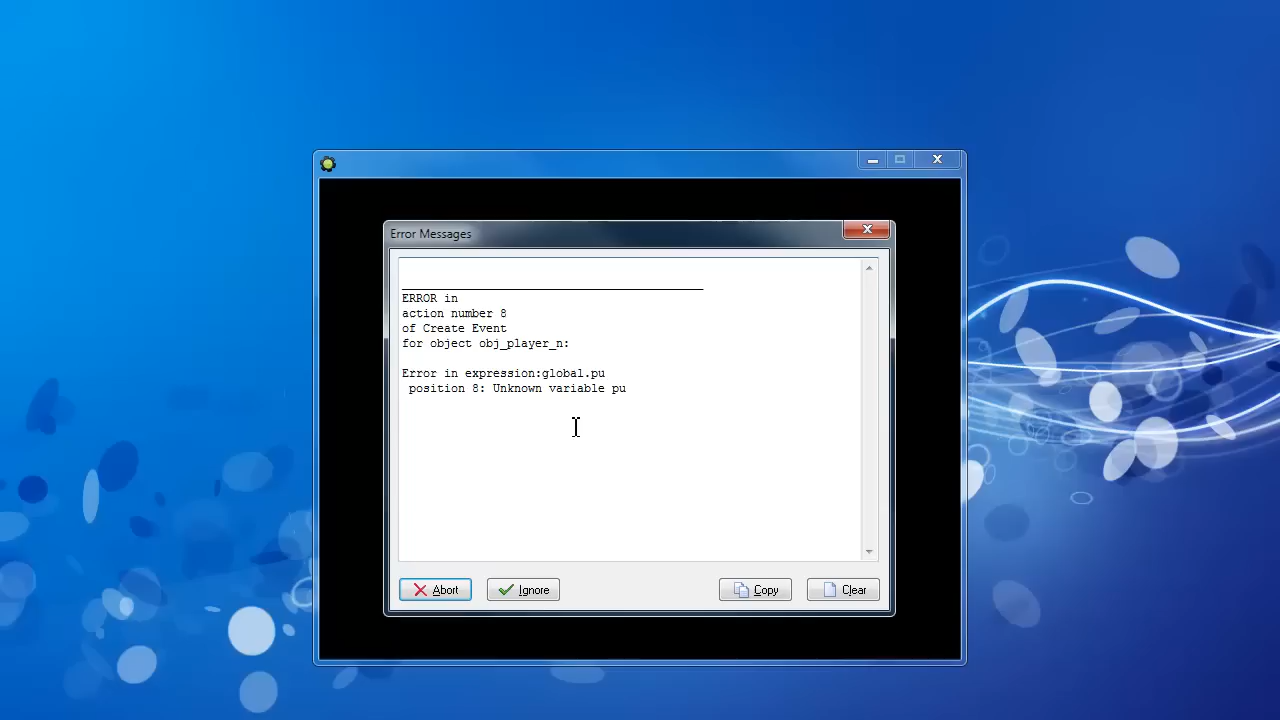 Error Messages
ERROR in
action number 8
of Create Event
for object obj_player_n:
Error in expression:global.pu
position 8: Unknown variable pu
Abort
Ignore
Copy
Clear